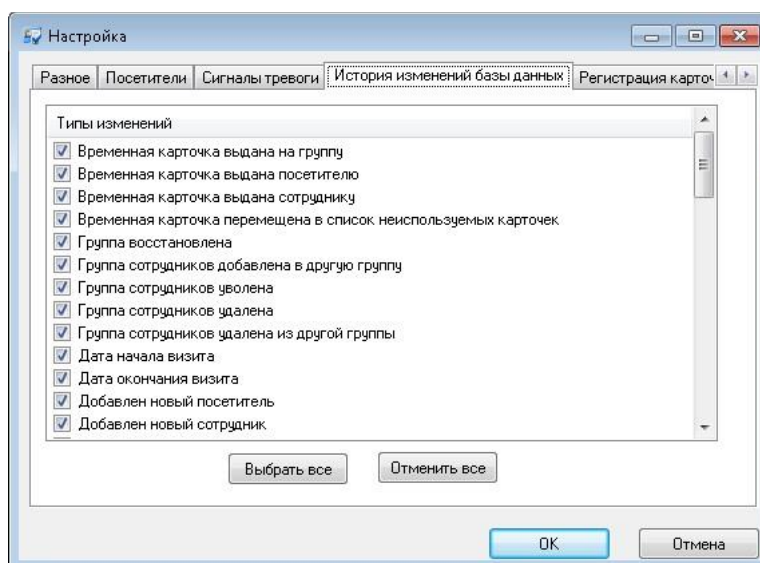 Настройка
Разное Посетители Сигналы тревоги История изменений базы данных Регистрация карточ
Типы изменений
Временная карточка выдана на группу
Временная карточка выдана посетителю
Временная карточка выдана сотруднику
Временная карточка перемещена в список неиспользуемых карточек
Группа восстановлена
Группа сотрудников добавлена в другую группу
Группа сотрудников уволена
Группа сотрудников удалена
Группа сотрудников удалена из другой группы
Дата начала визита
Дата окончания визита
Добавлен новый посетитель
Добавлен новый сотрудник
Выбрать все Отменить все
OK Отмена